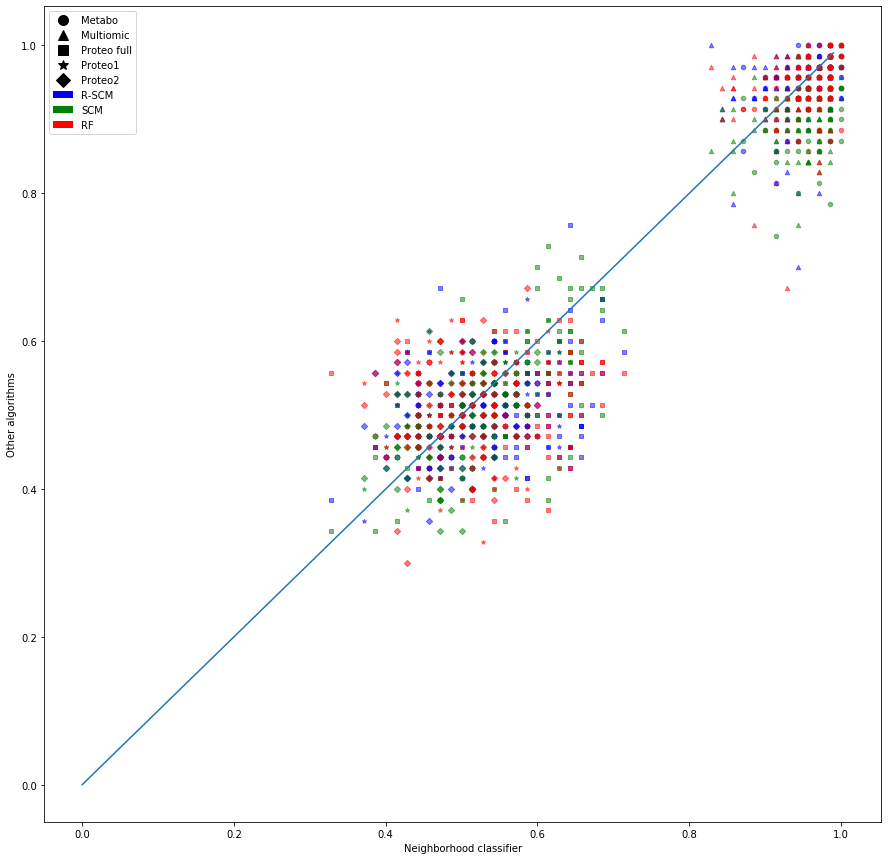 Metabo
Multiomic
Proteo full
Proteo1
Proteo2
R-SCM
SCM
RF
1.0
0.8
0.6
0.4
0.2
0.0
Other algorithms
0.0 0.2 0.4 0.6 0.8 1.0
Neighborhood classifier